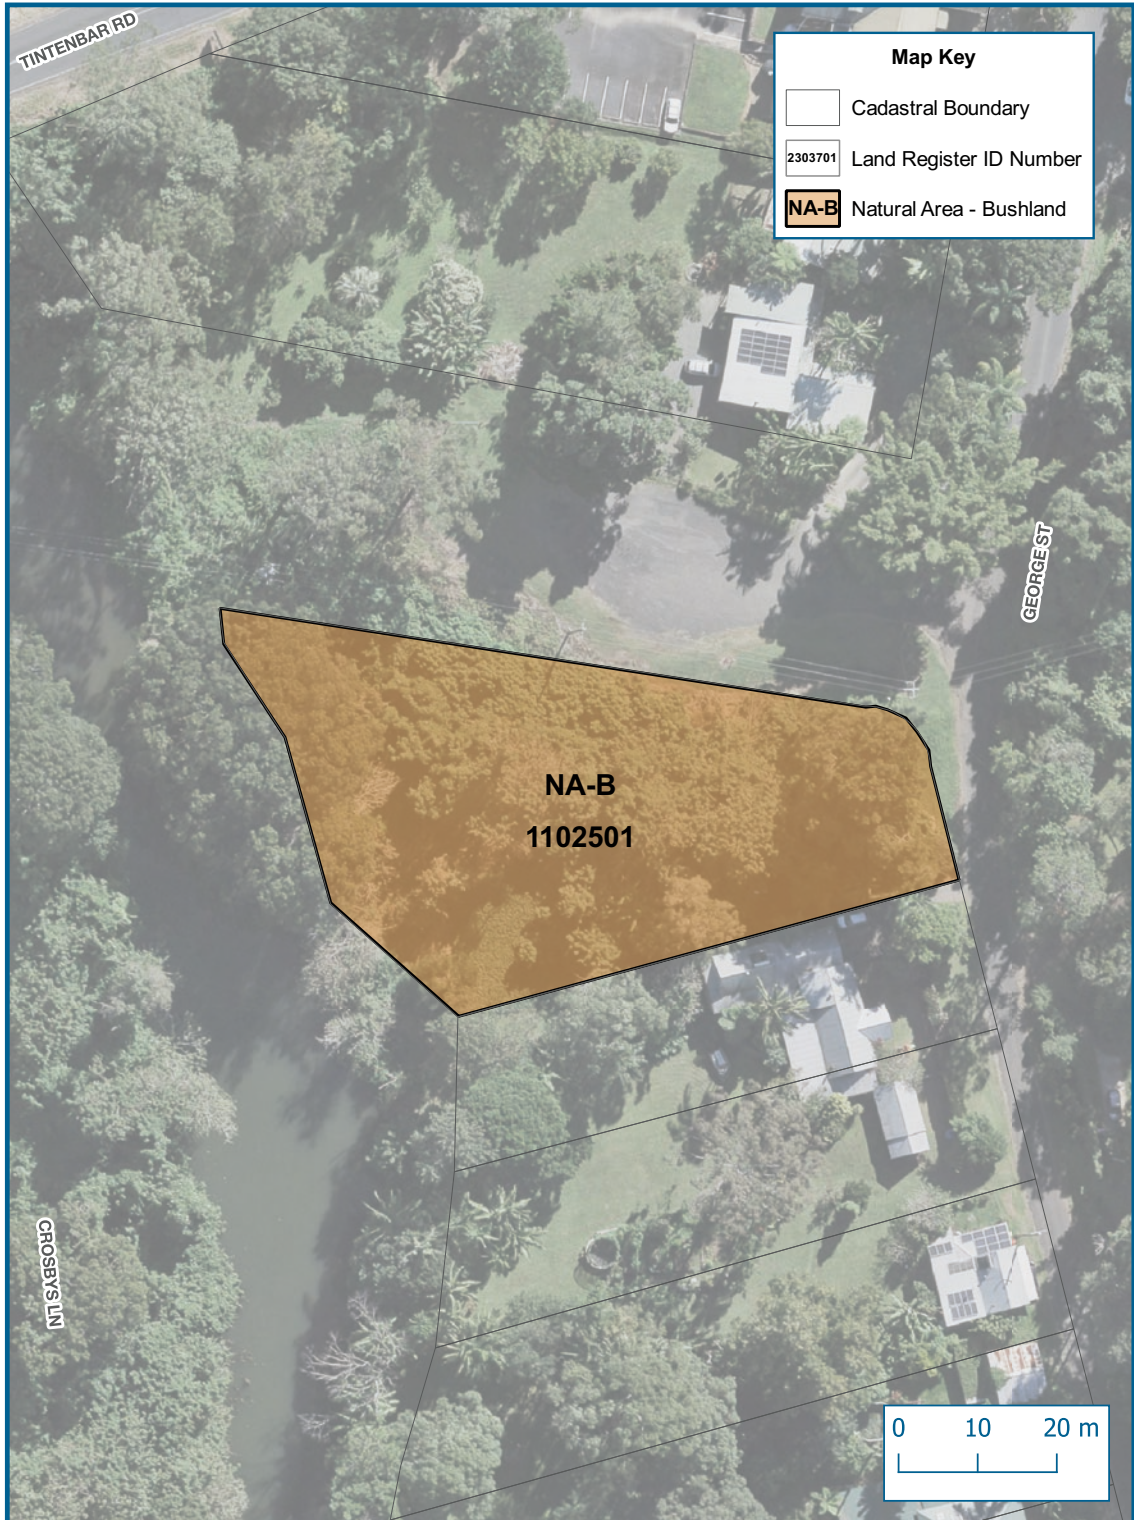 TINTENBAR RD
Map Key
Cadastral Boundary
2303701 Land Register ID Number
NA-B Natural Area - Bushland
GEORGE ST
NA-B
1102501
CROSBYS LN
0 10 20 m